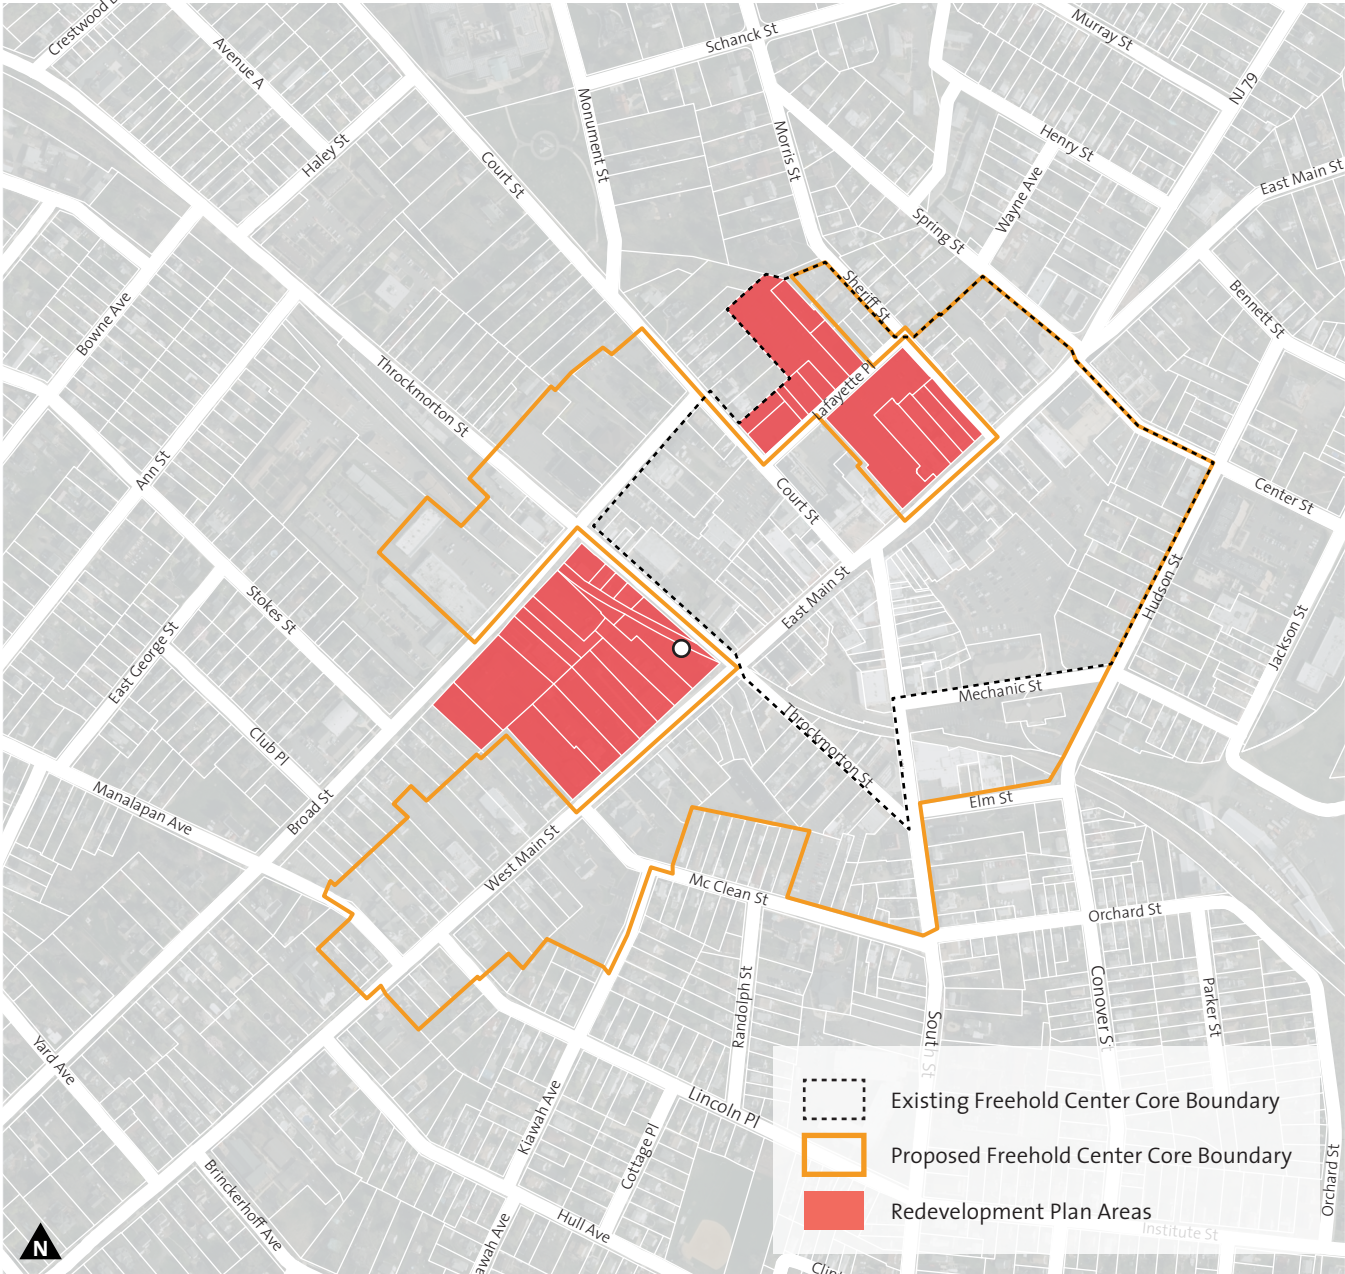 Crestwood
Avenue A
Haley St
Court St
Monument St
Schanck St
Morris St
Murray St
NJ 79
Henry St
Wayne Ave
East Main St
Spring St
Sheriff St
Bennett St
Bowne Ave
Throckmorton St
Lafayette Pl
Ann St
Court St
Center St
East Main St
Hudson St
Stokes St
East George St
Jackson St
Mechanic St
Throckmorton St
Club Pl
Broad St
Manalapan Ave
West Main St
Elm St
Mc Clean St
Orchard St
Randolph St
South St
Conover St
Parker St
Yard Ave
Kiawah Ave
Lincoln Pl
Cottage Pl
Brinckerhoff Ave
Hull Ave
awah Ave
Orchard St
Institute St
Existing Freehold Center Core Boundary
Proposed Freehold Center Core Boundary
Redevelopment Plan Areas
N